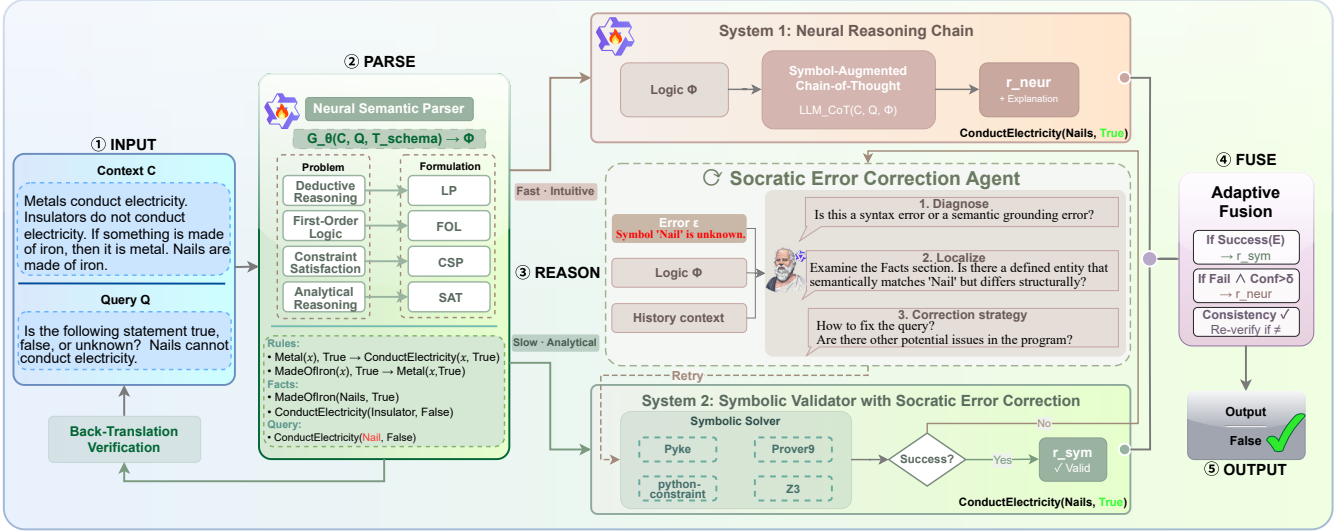 ① INPUT
Context C
Metals conduct electricity.
Insulators do not conduct
electricity. If something is made
of iron, then it is metal. Nails are
made of iron.
Query Q
Is the following statement true,
false, or unknown? Nails cannot
conduct electricity.
Back-Translation
Verification
② PARSE
Neural Semantic Parser
G_θ(C, Q, T_schema) → Φ
Problem
Formulation
Deductive
Reasoning
LP
First-Order
Logic
FOL
Constraint
Satisfaction
CSP
Analytical
Reasoning
SAT
Rules:
• Metal(x), True → ConductElectricity(x, True)
• MadeOfIron(x), True → Metal(x,True)
Facts:
• MadeOfIron(Nails, True)
• ConductElectricity(Insulator, False)
Query:
• ConductElectricity(Nail, False)
③ REASON
Fast · Intuitive
Slow · Analytical
System 1: Neural Reasoning Chain
Logic Φ
Symbol-Augmented
Chain-of-Thought
LLM_CoT(C, Q, Φ)
r_neur
+ Explanation
ConductElectricity(Nails, True)
Socratic Error Correction Agent
Error ε
Symbol 'Nail' is unknown.
Logic Φ
History context
1. Diagnose
Is this a syntax error or a semantic grounding error?
2. Localize
Examine the Facts section. Is there a defined entity that
semantically matches 'Nail' but differs structurally?
3. Correction strategy
How to fix the query?
Are there other potential issues in the program?
Retry
System 2: Symbolic Validator with Socratic Error Correction
Symbolic Solver
Pyke
Prover9
python-
constraint
Z3
Success?
No
Yes
r_sym
✓ Valid
ConductElectricity(Nails, True)
④ FUSE
Adaptive
Fusion
If Success(E)
→ r_sym
If Fail ∧ Conf>δ
→ r_neur
Consistency ✓
Re-verify if ≠
Output
False
⑤ OUTPUT